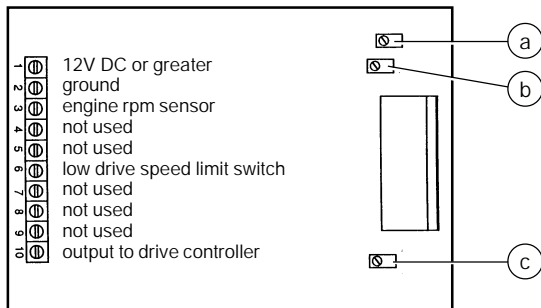 1 12V DC or greater
2 ground
3 engine rpm sensor
4 not used
5 not used
6 low drive speed limit switch
7 not used
8 not used
9 not used
10 output to drive controller
a
b
c